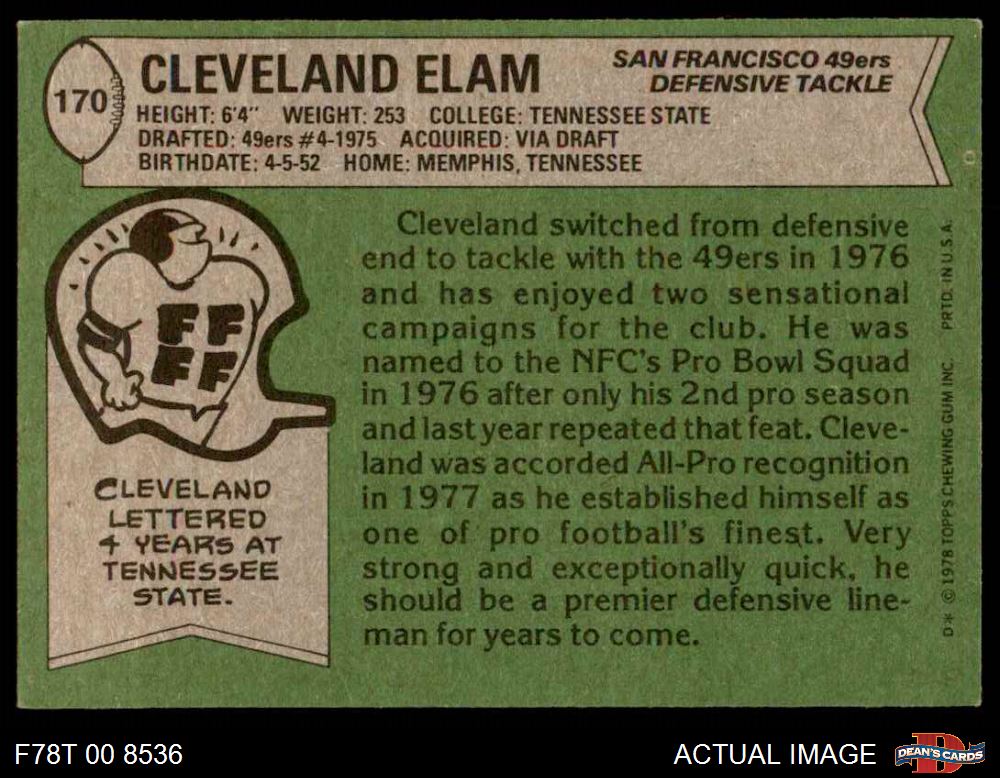 170
CLEVELAND ELAM
SAN FRANCISCO 49ers
DEFENSIVE TACKLE
HEIGHT: 6'4" WEIGHT: 253 COLLEGE: TENNESSEE STATE
DRAFTED: 49ers #4-1975 ACQUIRED: VIA DRAFT
BIRTHDATE: 4-5-52 HOME: MEMPHIS, TENNESSEE
FF
FF
CLEVELAND
LETTERED
4 YEARS AT
TENNESSEE
STATE.
Cleveland switched from defensive
end to tackle with the 49ers in 1976
and has enjoyed two sensational
campaigns for the club. He was
named to the NFC's Pro Bowl Squad
in 1976 after only his 2nd pro season
and last year repeated that feat. Cleve-
land was accorded All-Pro recognition
in 1977 as he established himself as
one of pro football's finest. Very
strong and exceptionally quick, he
should be a premier defensive line-
man for years to come.
D* © 1978 TOPPS CHEWING GUM INC. PRTD. IN U.S.A.
F78T 00 8536
ACTUAL IMAGE
D
DEAN'S CARDS